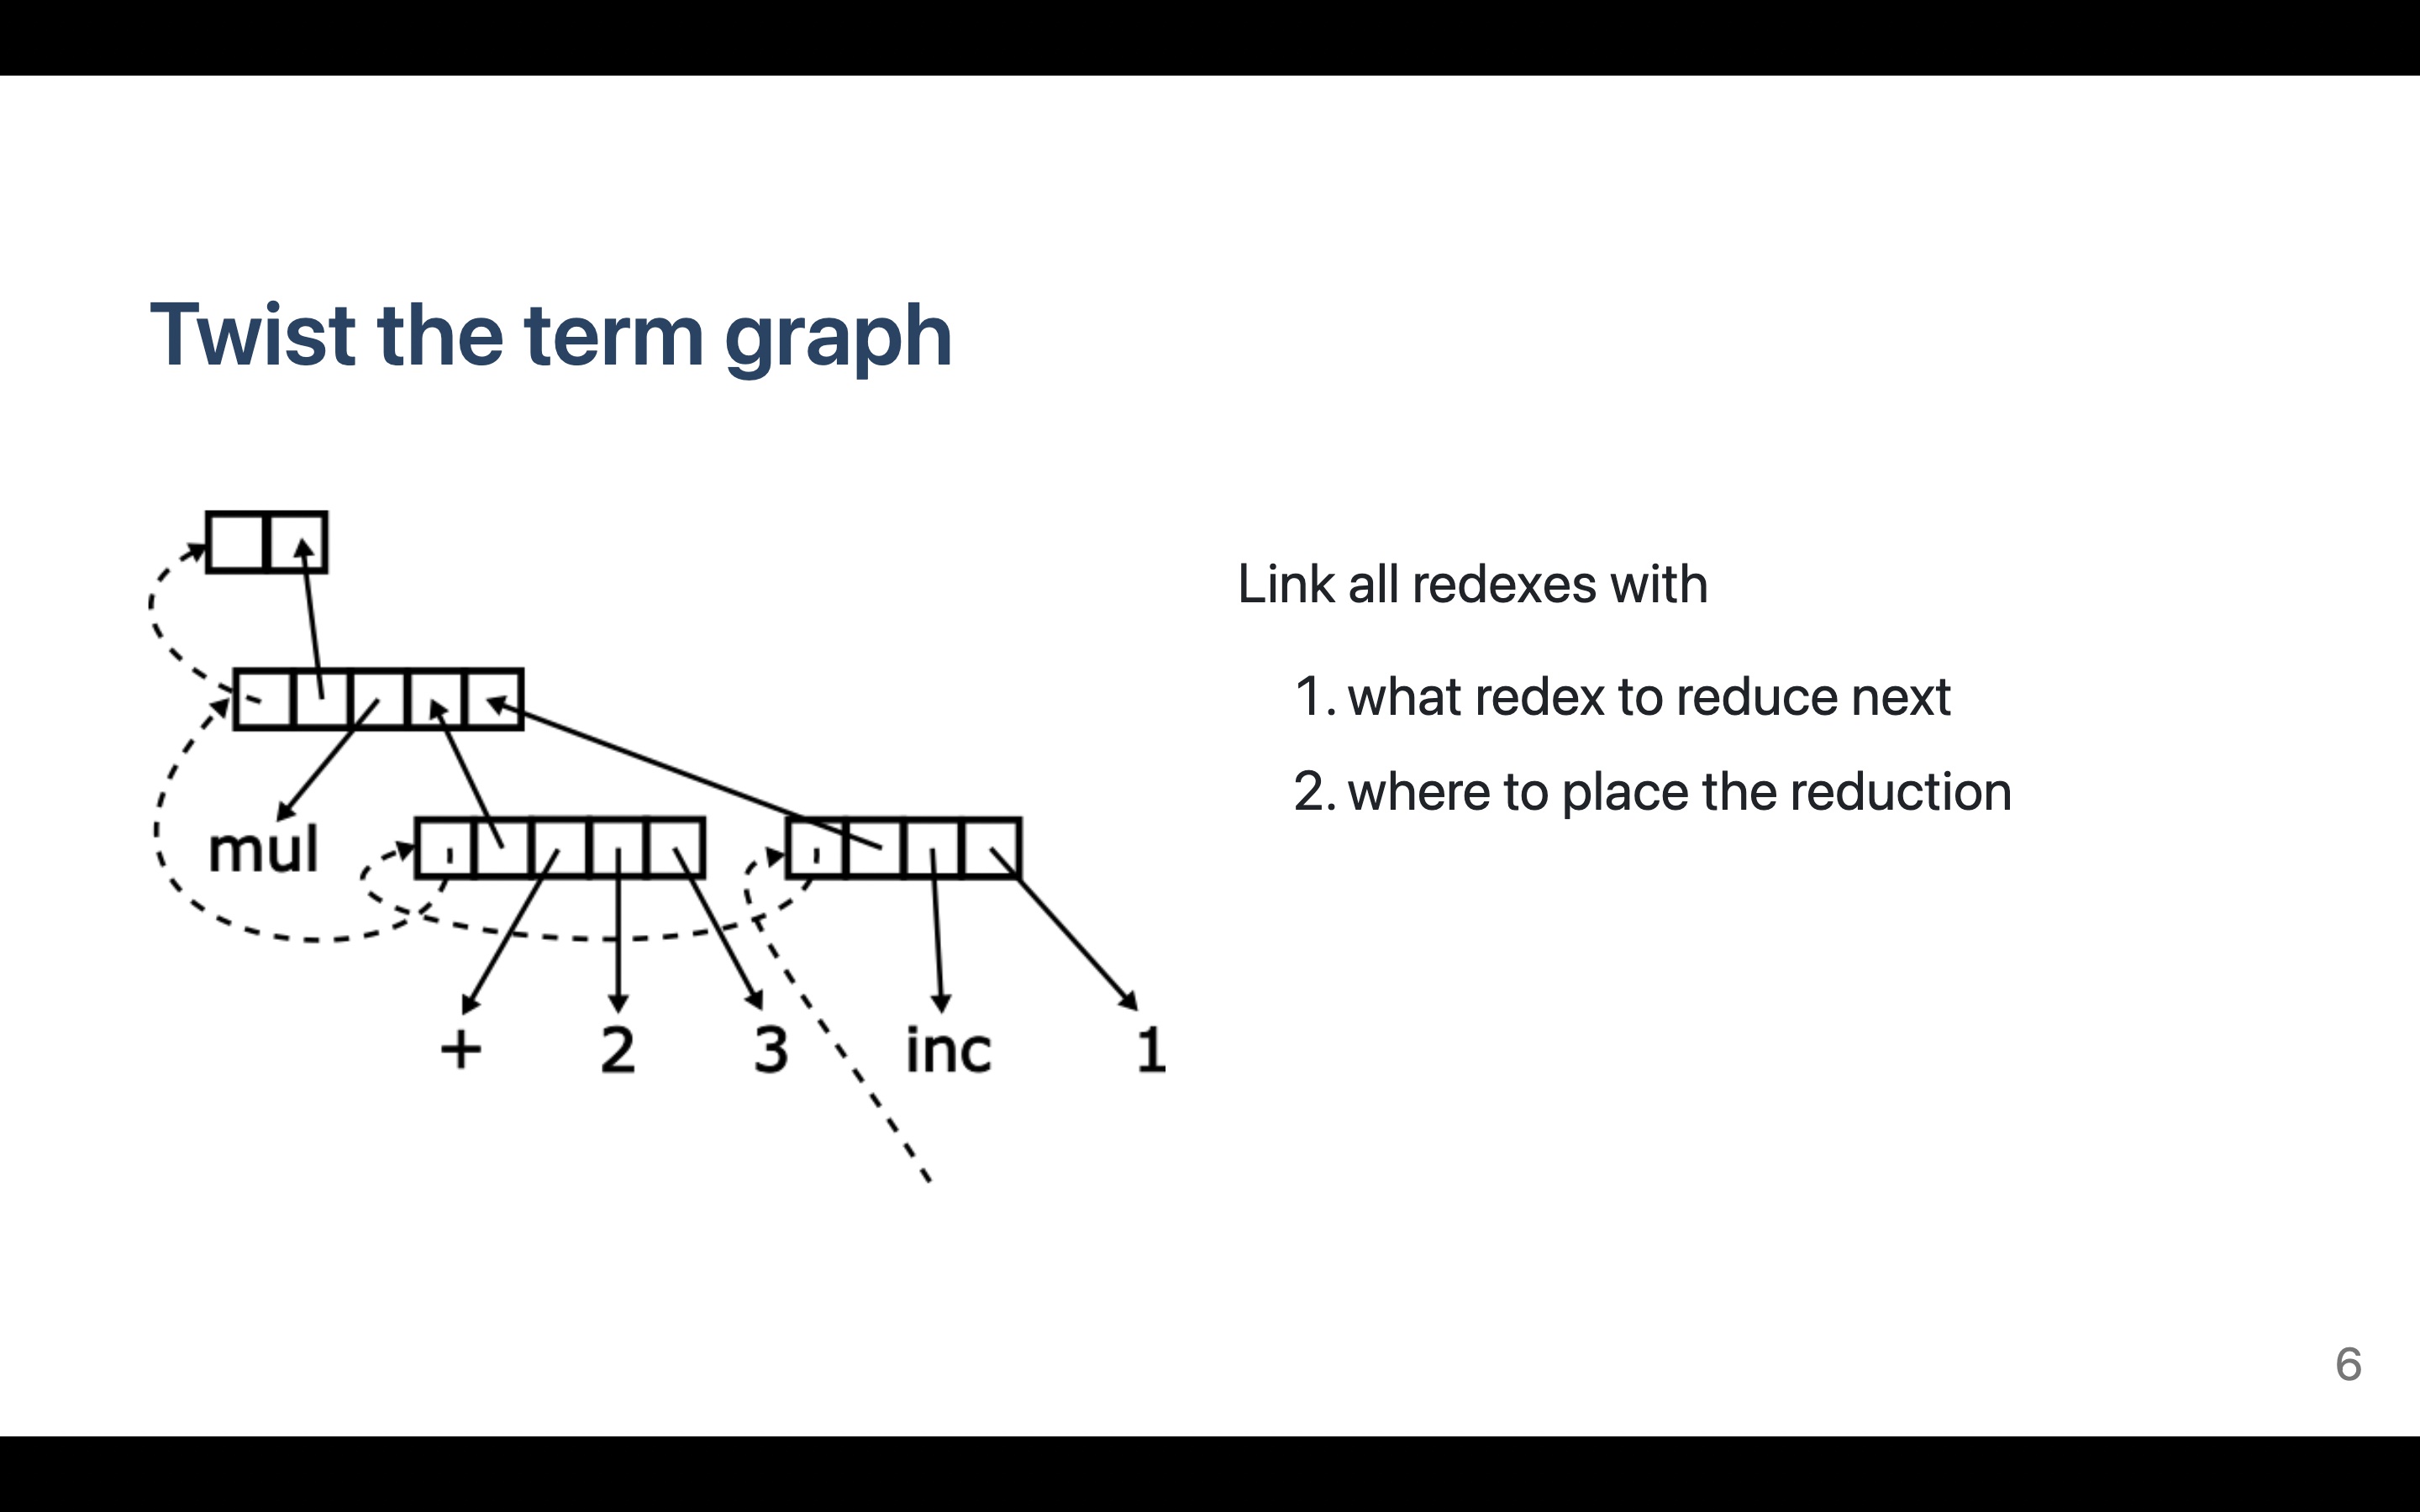 Twist the term graph
Link all redexes with
1. what redex to reduce next
2. where to place the reduction
mul
+ 2 3 inc 1
6